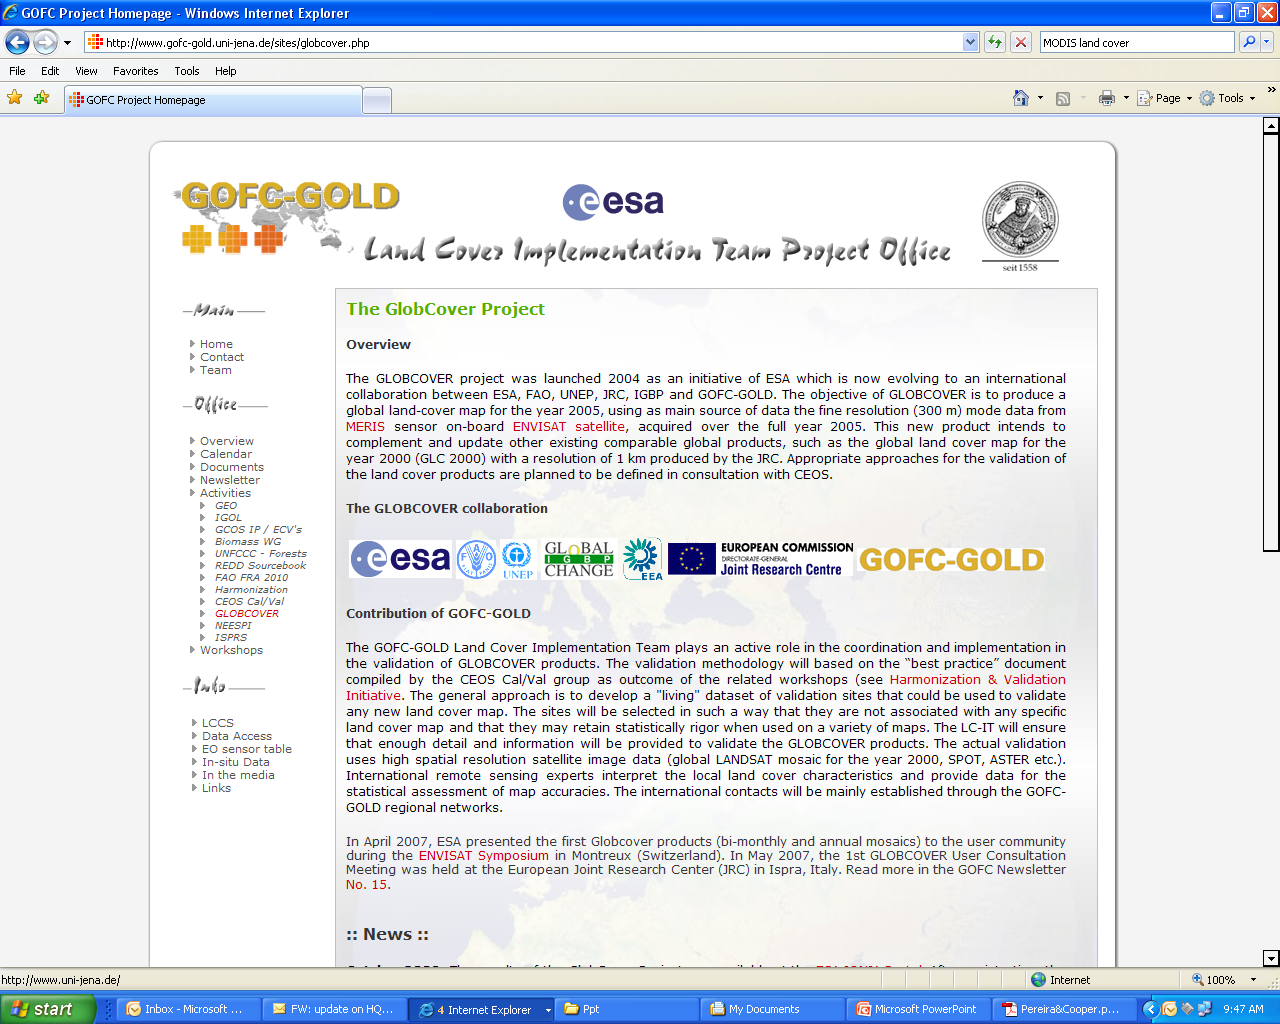 GOFC Project Homepage - Windows Internet Explorer
http://www.gofc-gold.uni-jena.de/sites/globcover.php
MODIS land cover
File Edit View Favorites Tools Help
GOFC Project Homepage
Page Tools
GOFC-GOLD
esa
Land Cover Implementation Team Project Office
seit 1558
Main
Home
Contact
Team
Office
Overview
Calendar
Documents
Newsletter
Activities
GEO
IGOL
GCOS IP / ECV's
Biomass WG
UNFCCC - Forests
REDD Sourcebook
FAO FRA 2010
Harmonization
CEOS Cal/Val
GLOBCOVER
NEESPI
ISPRS
Workshops
Info
LCCS
Data Access
EO sensor table
In-situ Data
In the media
Links
The GlobCover Project
Overview
The GLOBCOVER project was launched 2004 as an initiative of ESA which is now evolving to an international
collaboration between ESA, FAO, UNEP, JRC, IGBP and GOFC-GOLD. The objective of GLOBCOVER is to produce a
global land-cover map for the year 2005, using as main source of data the fine resolution (300 m) mode data from
MERIS sensor on-board ENVISAT satellite, acquired over the full year 2005. This new product intends to
complement and update other existing comparable global products, such as the global land cover map for the
year 2000 (GLC 2000) with a resolution of 1 km produced by the JRC. Appropriate approaches for the validation of
the land cover products are planned to be defined in consultation with CEOS.
The GLOBCOVER collaboration
esa
UNEP
GLOBAL
IGBP
CHANGE
EEA
EUROPEAN COMMISSION
DIRECTORATE-GENERAL
Joint Research Centre
GOFC-GOLD
Contribution of GOFC-GOLD
The GOFC-GOLD Land Cover Implementation Team plays an active role in the coordination and implementation in
the validation of GLOBCOVER products. The validation methodology will based on the “best practice” document
compiled by the CEOS Cal/Val group as outcome of the related workshops (see Harmonization & Validation
Initiative. The general approach is to develop a "living" dataset of validation sites that could be used to validate
any new land cover map. The sites will be selected in such a way that they are not associated with any specific
land cover map and that they may retain statistically rigor when used on a variety of maps. The LC-IT will ensure
that enough detail and information will be provided to validate the GLOBCOVER products. The actual validation
uses high spatial resolution satellite image data (global LANDSAT mosaic for the year 2000, SPOT, ASTER etc.).
International remote sensing experts interpret the local land cover characteristics and provide data for the
statistical assessment of map accuracies. The international contacts will be mainly established through the GOFC-
GOLD regional networks.
In April 2007, ESA presented the first Globcover products (bi-monthly and annual mosaics) to the user community
during the ENVISAT Symposium in Montreux (Switzerland). In May 2007, the 1st GLOBCOVER User Consultation
Meeting was held at the European Joint Research Center (JRC) in Ispra, Italy. Read more in the GOFC Newsletter
No. 15.
:: News ::
http://www.uni-jena.de/
Internet
100%
start
Inbox - Microsoft ...
FW: update on HQ...
4 Internet Explorer
Ppt
My Documents
Microsoft PowerPoint
Pereira&Cooper.p...
9:47 AM